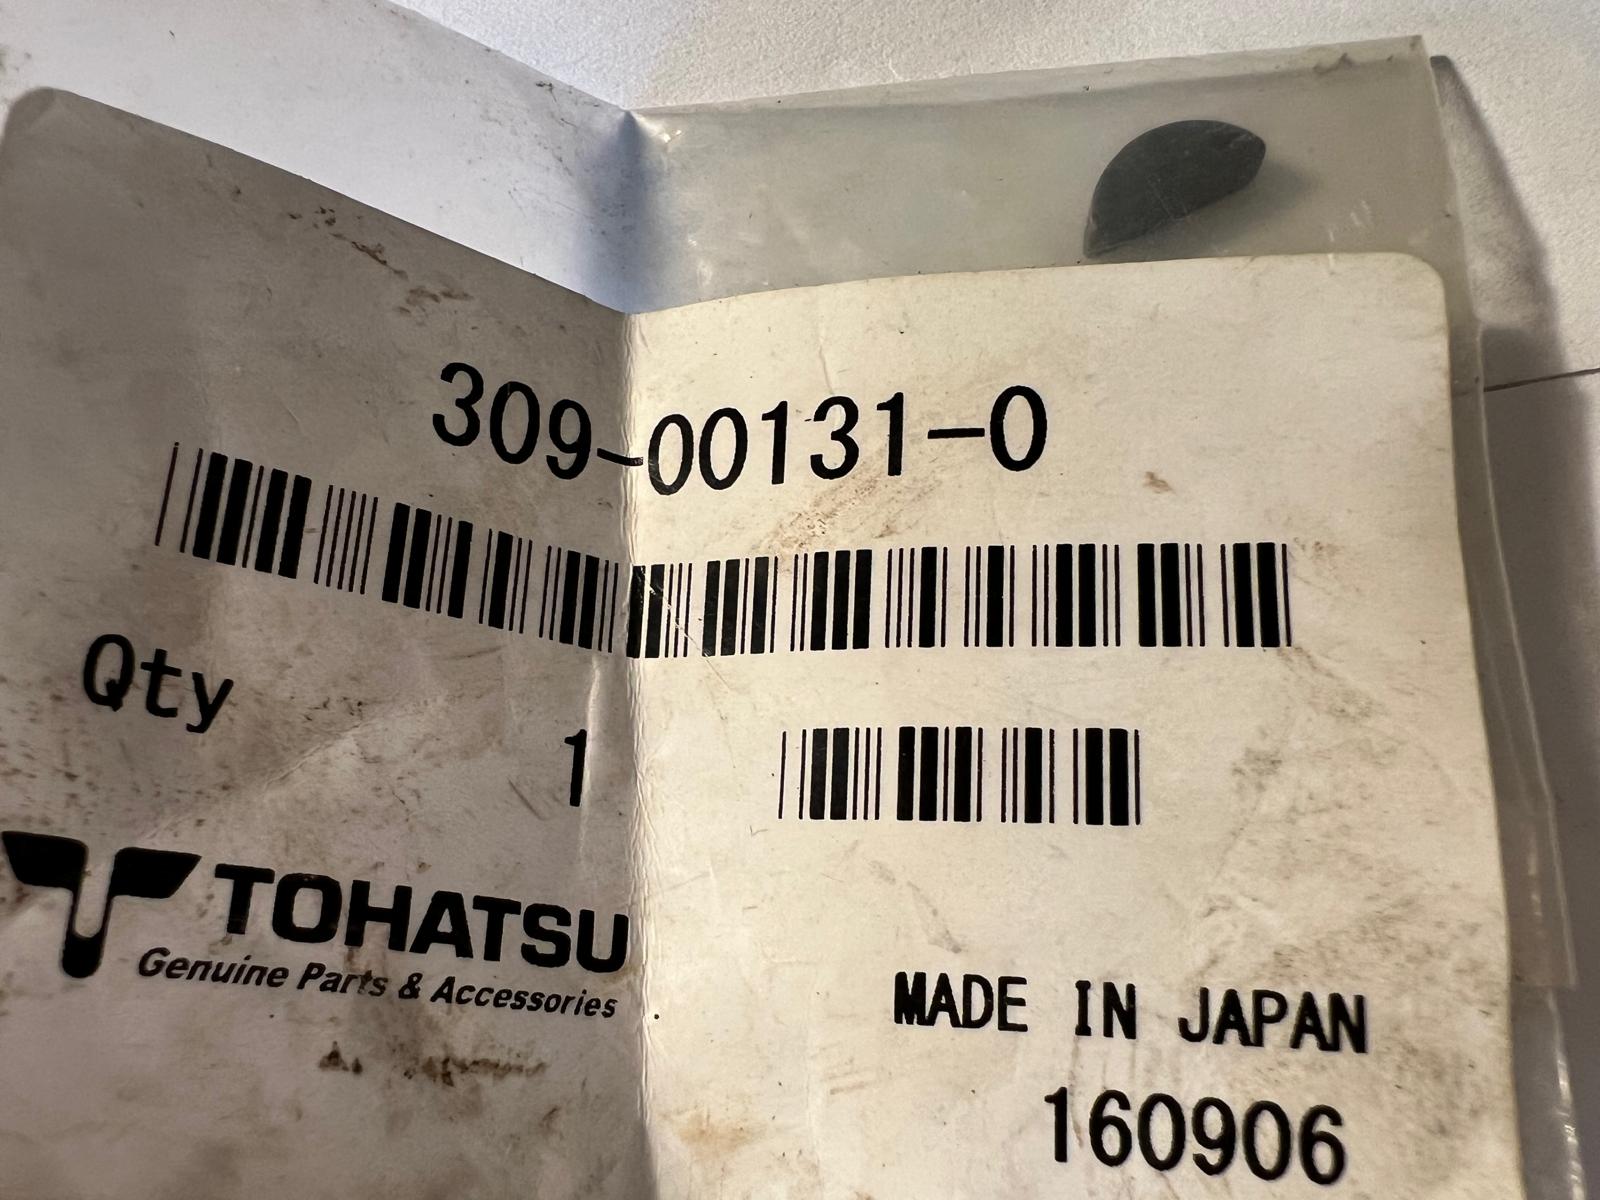 309-00131-0
Qty
1
TOHATSU
Genuine Parts & Accessories
MADE IN JAPAN
160906